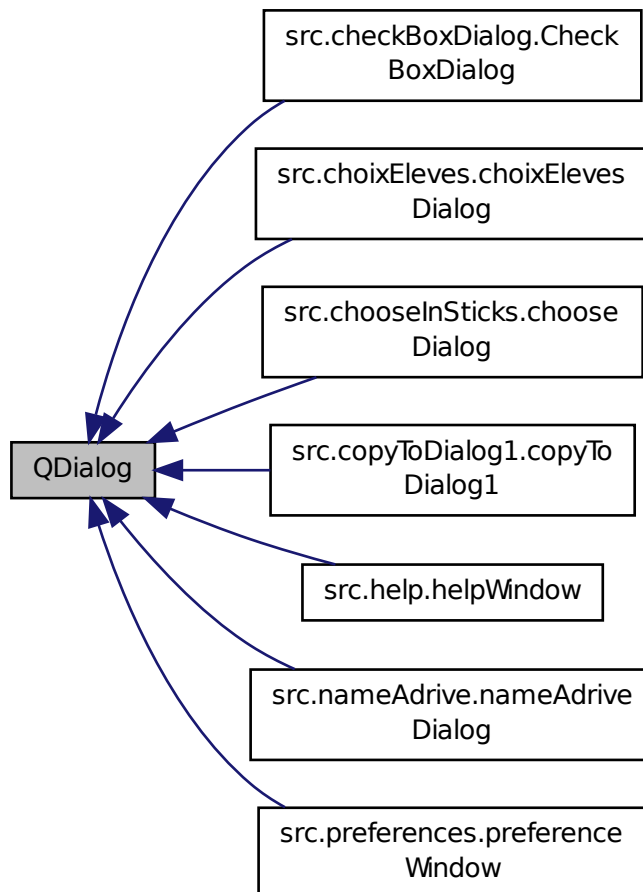 src.checkBoxDialog.Check
BoxDialog
src.choixEleves.choixEleves
Dialog
src.chooseInSticks.choose
Dialog
QDialog
src.copyToDialog1.copyTo
Dialog1
src.help.helpWindow
src.nameAdrive.nameAdrive
Dialog
src.preferences.preference
Window